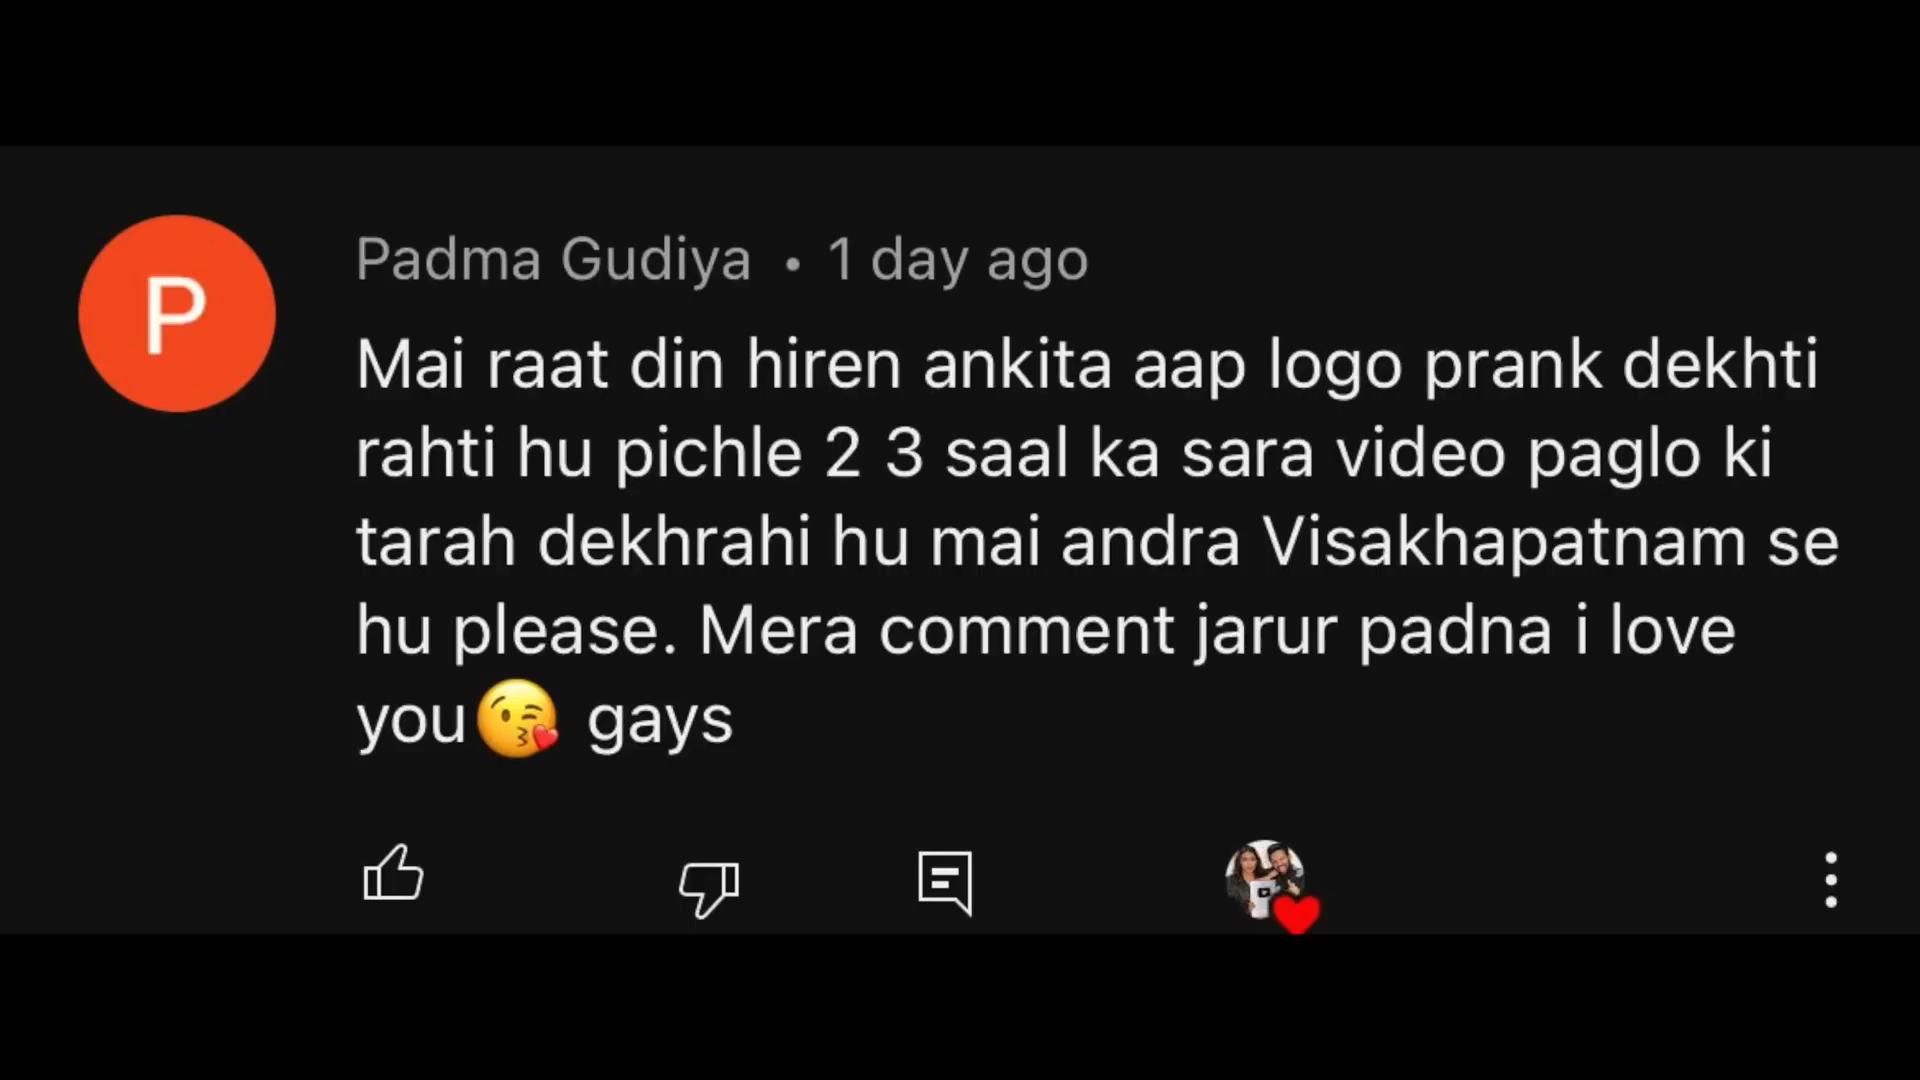 P
Padma Gudiya • 1 day ago
Mai raat din hiren ankita aap logo prank dekhti
rahti hu pichle 2 3 saal ka sara video paglo ki
tarah dekhrahi hu mai andra Visakhapatnam se
hu please. Mera comment jarur padna i love
you😘 gays